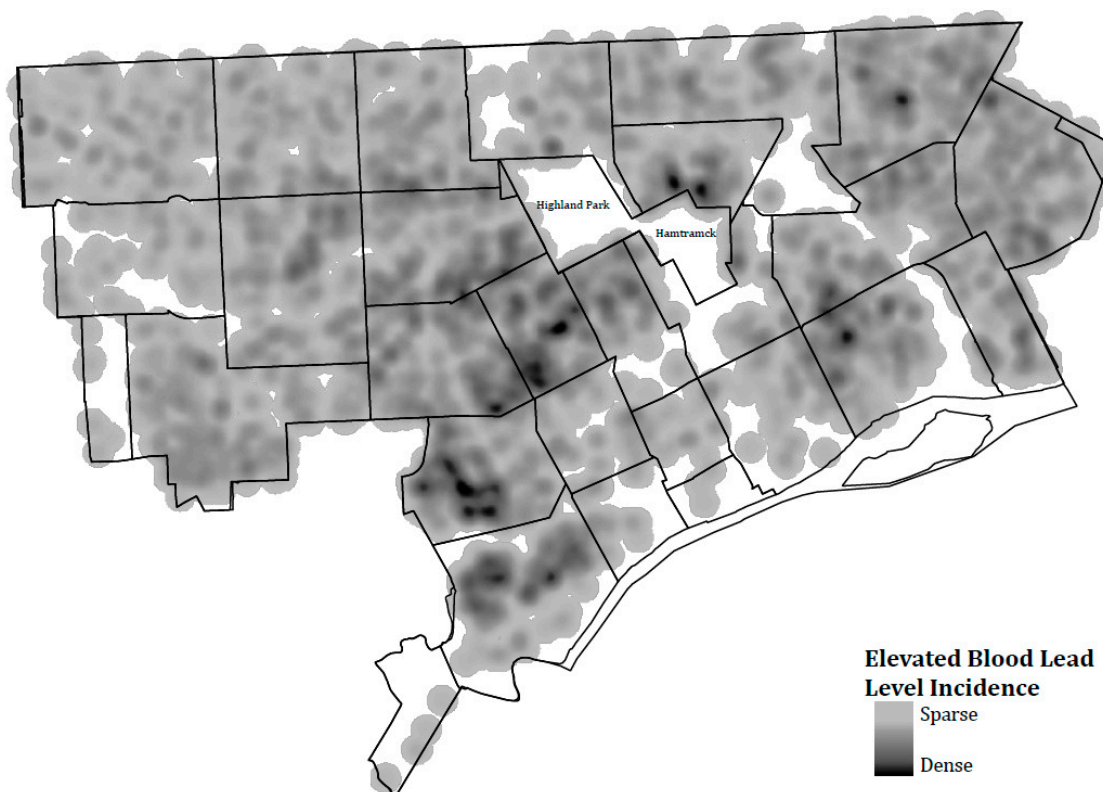 Highland Park
Hamtramck
Elevated Blood Lead
Level Incidence
Sparse
Dense